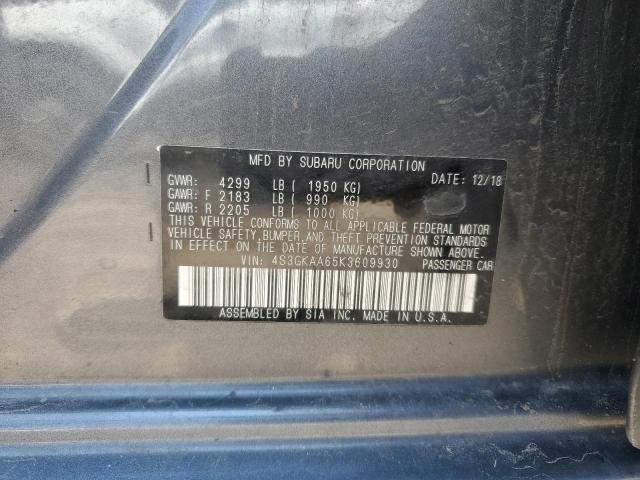 MFD BY SUBARU CORPORATION
GVWR: 4299 LB ( 1950 KG) DATE: 12/18
GAWR: F 2183 LB ( 990 KG)
GAWR: R 2205 LB ( 1000 KG)
THIS VEHICLE CONFORMS TO ALL APPLICABLE FEDERAL MOTOR
VEHICLE SAFETY, BUMPER, AND THEFT PREVENTION STANDARDS
IN EFFECT ON THE DATE OF MANUFACTURE SHOWN ABOVE.
VIN: 4S3GKAA65K3609930 PASSENGER CAR
ASSEMBLED BY SIA INC. MADE IN U.S.A.